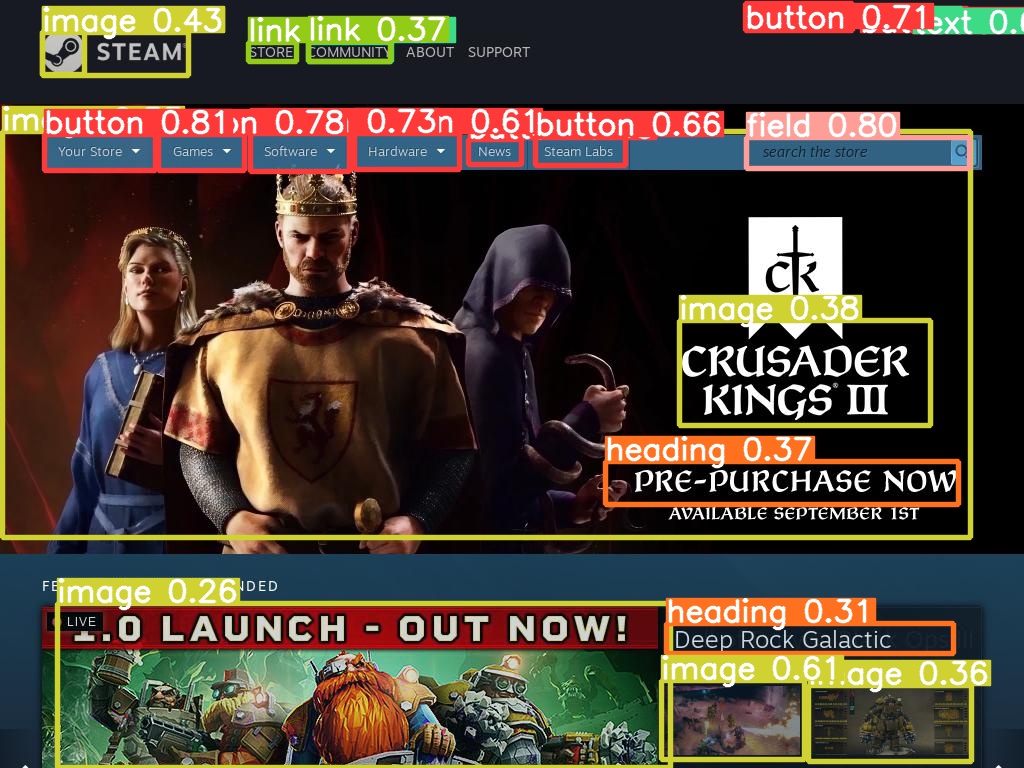 image 0.43
link
link 0.37
button 0.71
text 0.
STEAM
STORE
COMMUNITY
ABOUT
SUPPORT
button 0.81
n 0.78
0.73
n 0.61
button 0.66
field 0.80
Your Store
Games
Software
Hardware
News
Steam Labs
search the store
ck
image 0.38
CRUSADER
KINGS® III
heading 0.37
PRE-PURCHASE NOW
AVAILABLE SEPTEMBER 1ST
FE
NDED
image 0.26
heading 0.31
LIVE
1.0 LAUNCH - OUT NOW!
Deep Rock Galactic
image 0.61
age 0.36